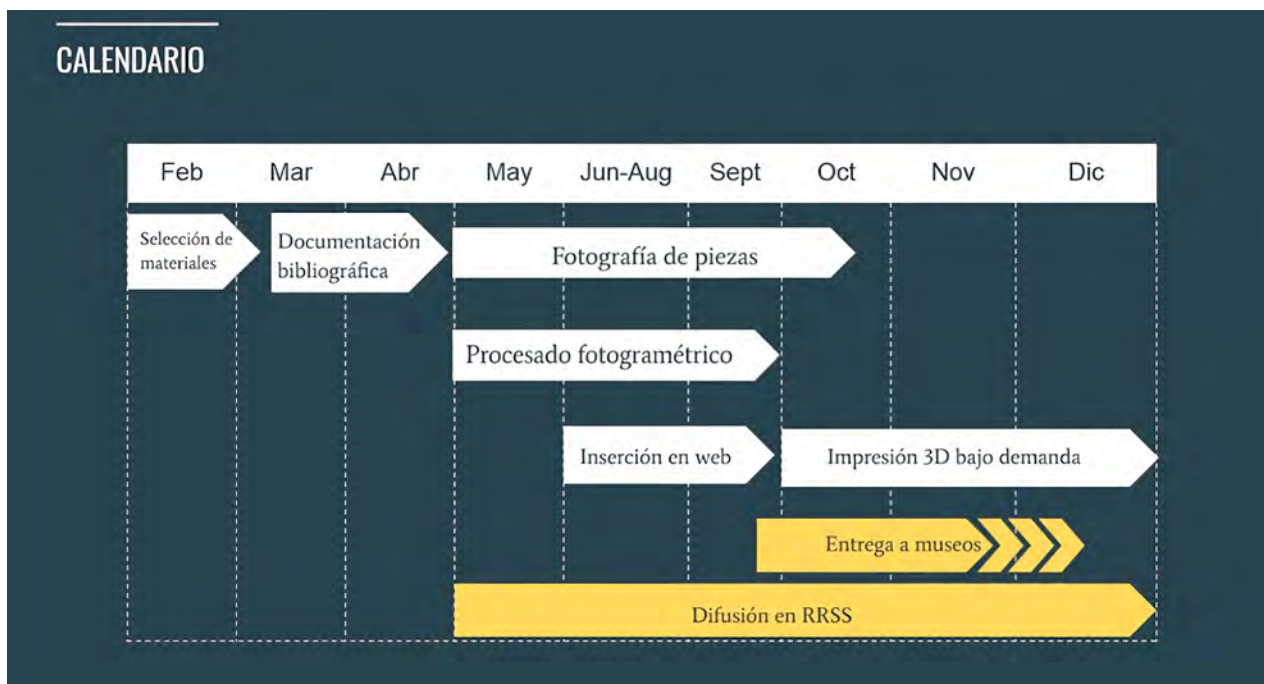 CALENDARIO
Feb Mar Abr May Jun-Aug Sept Oct Nov Dic
Selección de
materiales
Documentación
bibliográfica
Fotografía de piezas
Procesado fotogramétrico
Inserción en web
Impresión 3D bajo demanda
Entrega a museos
Difusión en RRSS